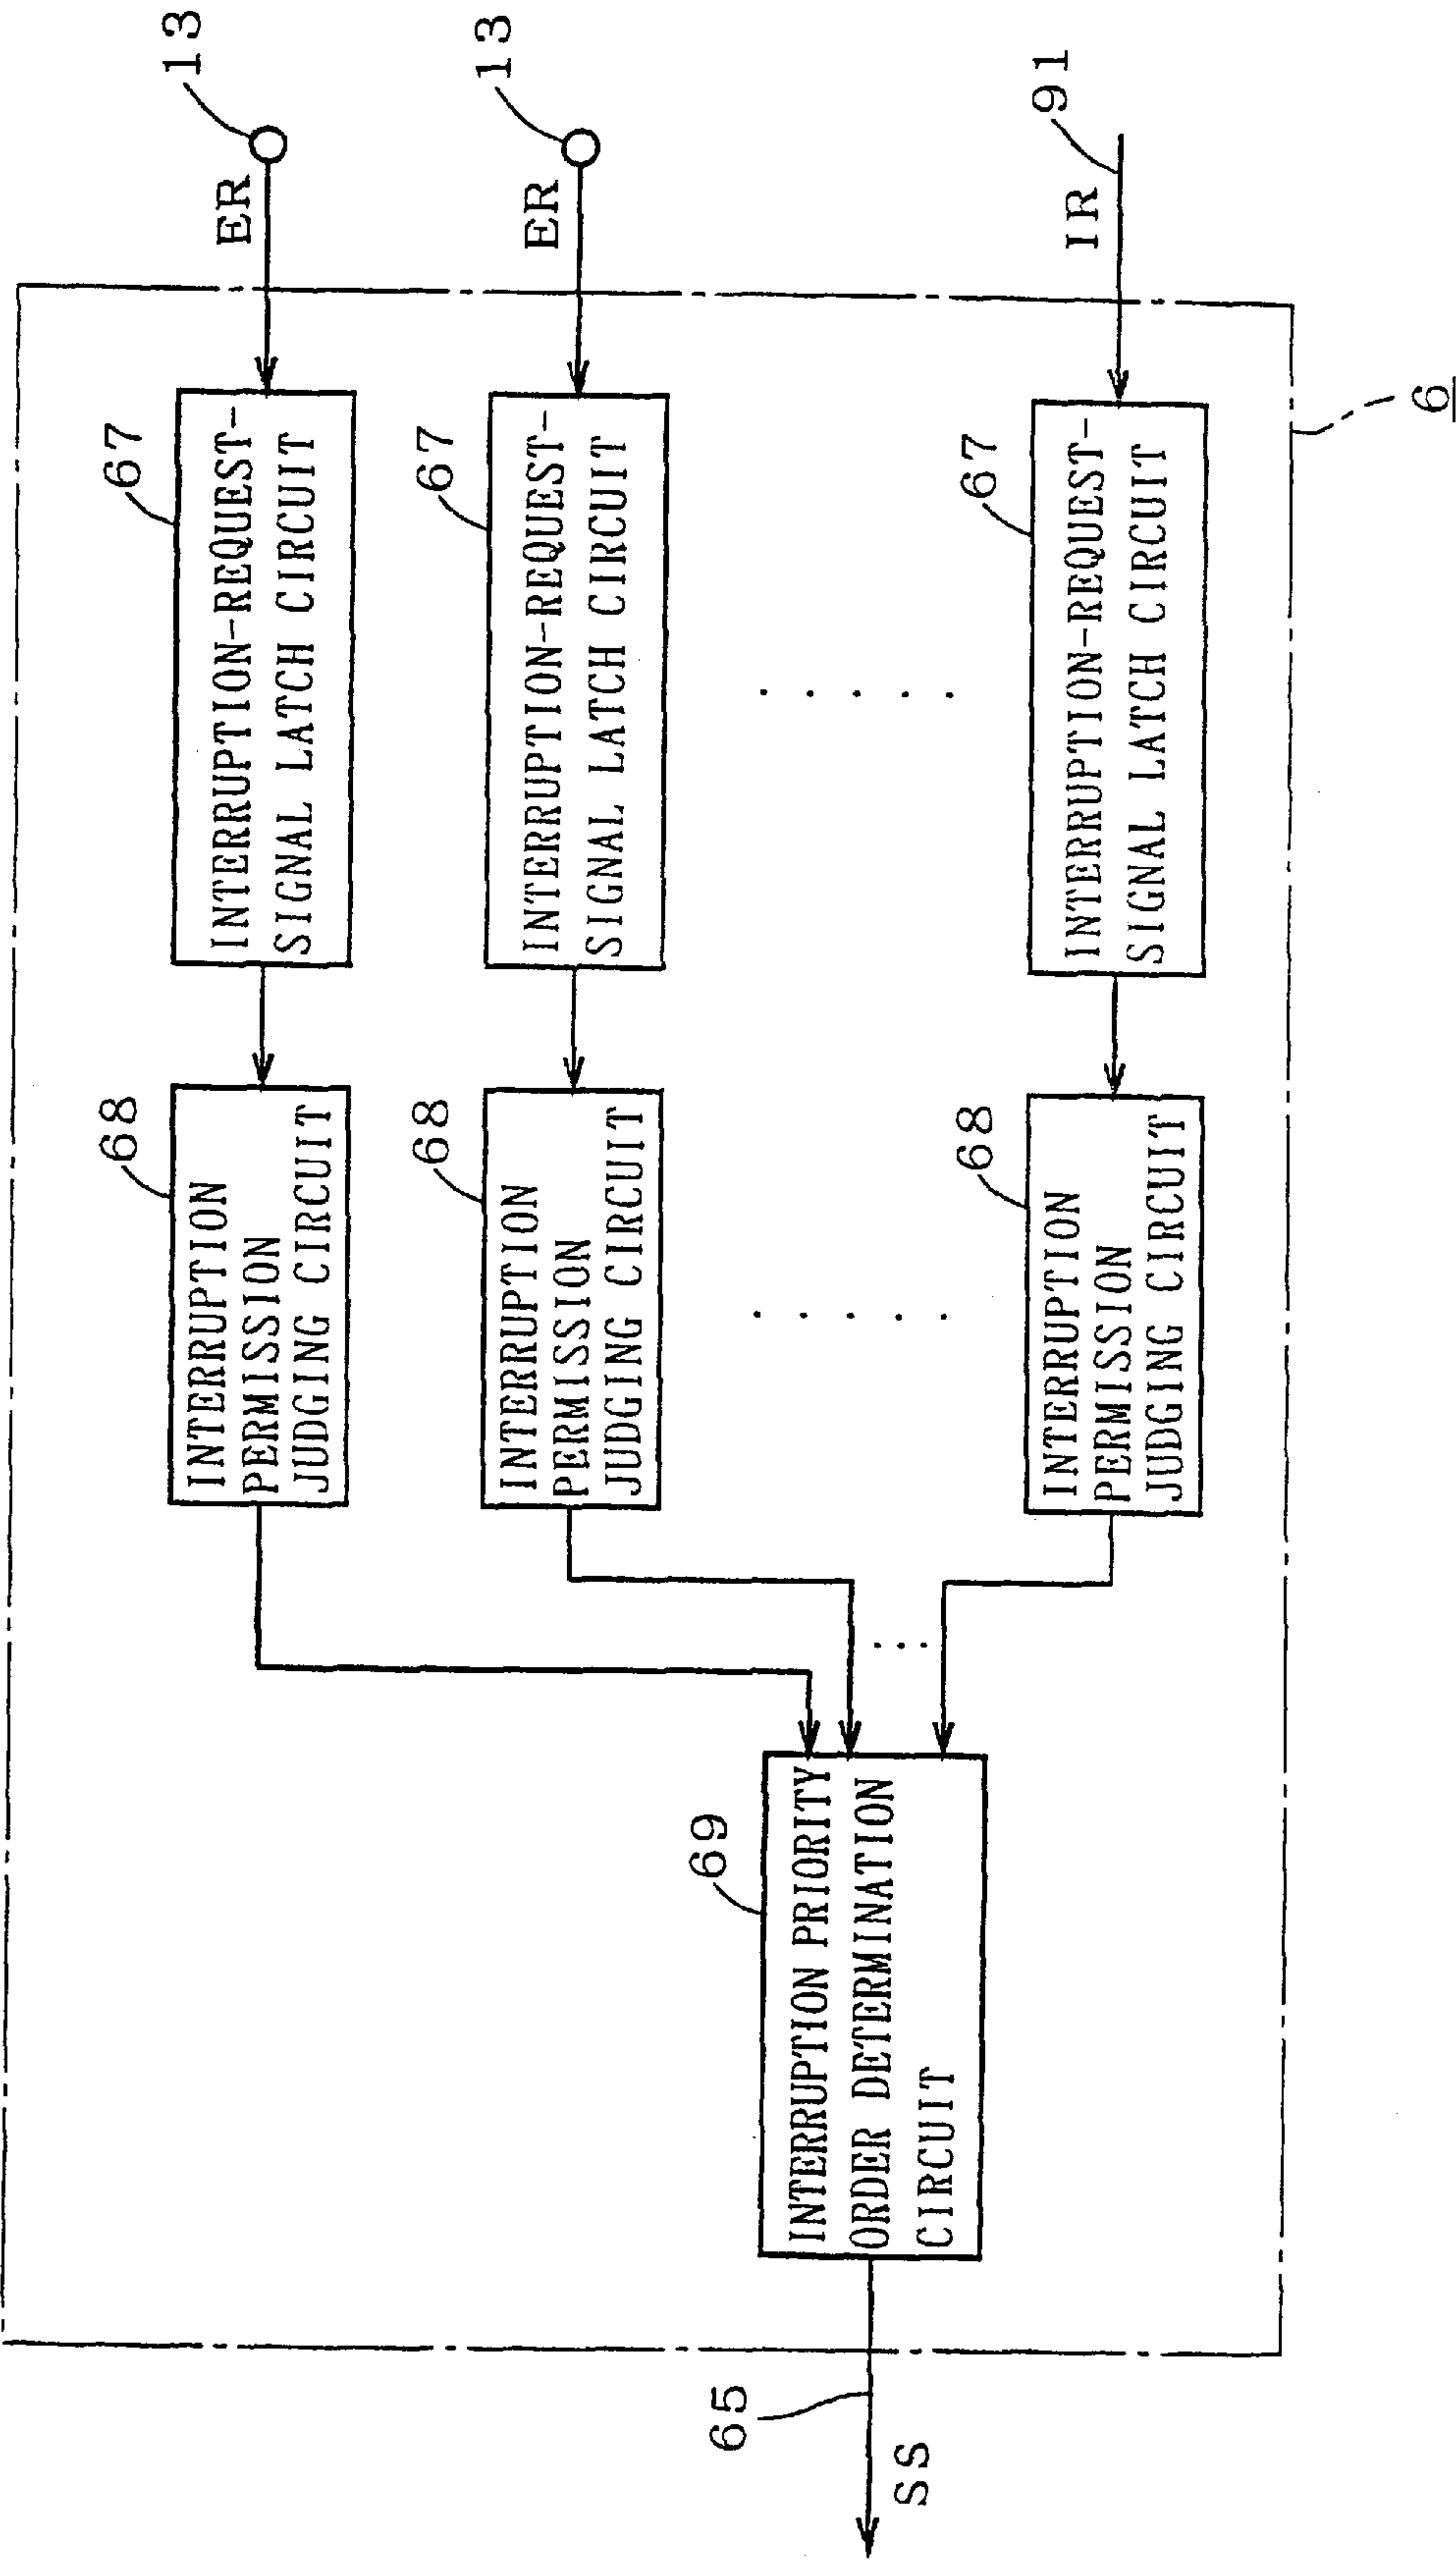 67
INTERRUPTION-REQUEST-
SIGNAL LATCH CIRCUIT
68
INTERRUPTION
PERMISSION
JUDGING CIRCUIT
ER
13
67
INTERRUPTION-REQUEST-
SIGNAL LATCH CIRCUIT
68
INTERRUPTION
PERMISSION
JUDGING CIRCUIT
ER
13
. . . . .
. . . . .
67
INTERRUPTION-REQUEST-
SIGNAL LATCH CIRCUIT
68
INTERRUPTION
PERMISSION
JUDGING CIRCUIT
IR
91
. . .
69
INTERRUPTION PRIORITY
ORDER DETERMINATION
CIRCUIT
65
SS
6